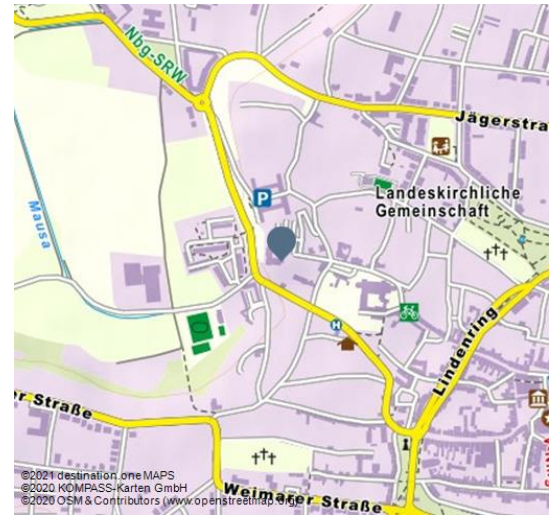 Nbg-SRW
Jägerstra
P
Landeskirchliche
Gemeinschaft
Mausa
H
Lindenring
er Straße
Weimarer Straße
©2021 destination.one MAPS
©2020 KOMPASS-Karten GmbH
©2020 OSM & Contributors (www.openstreetmap.org)